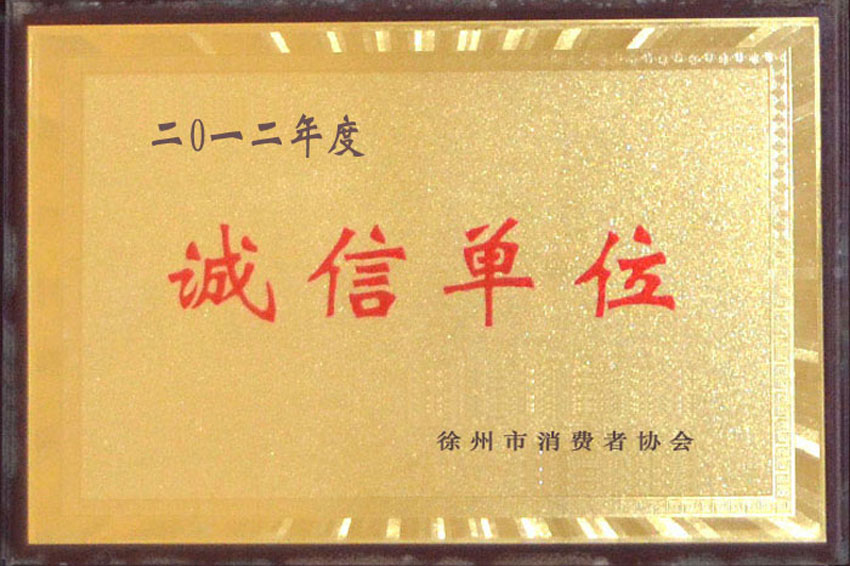 二0一二年度
诚信单位
徐州市消费者协会